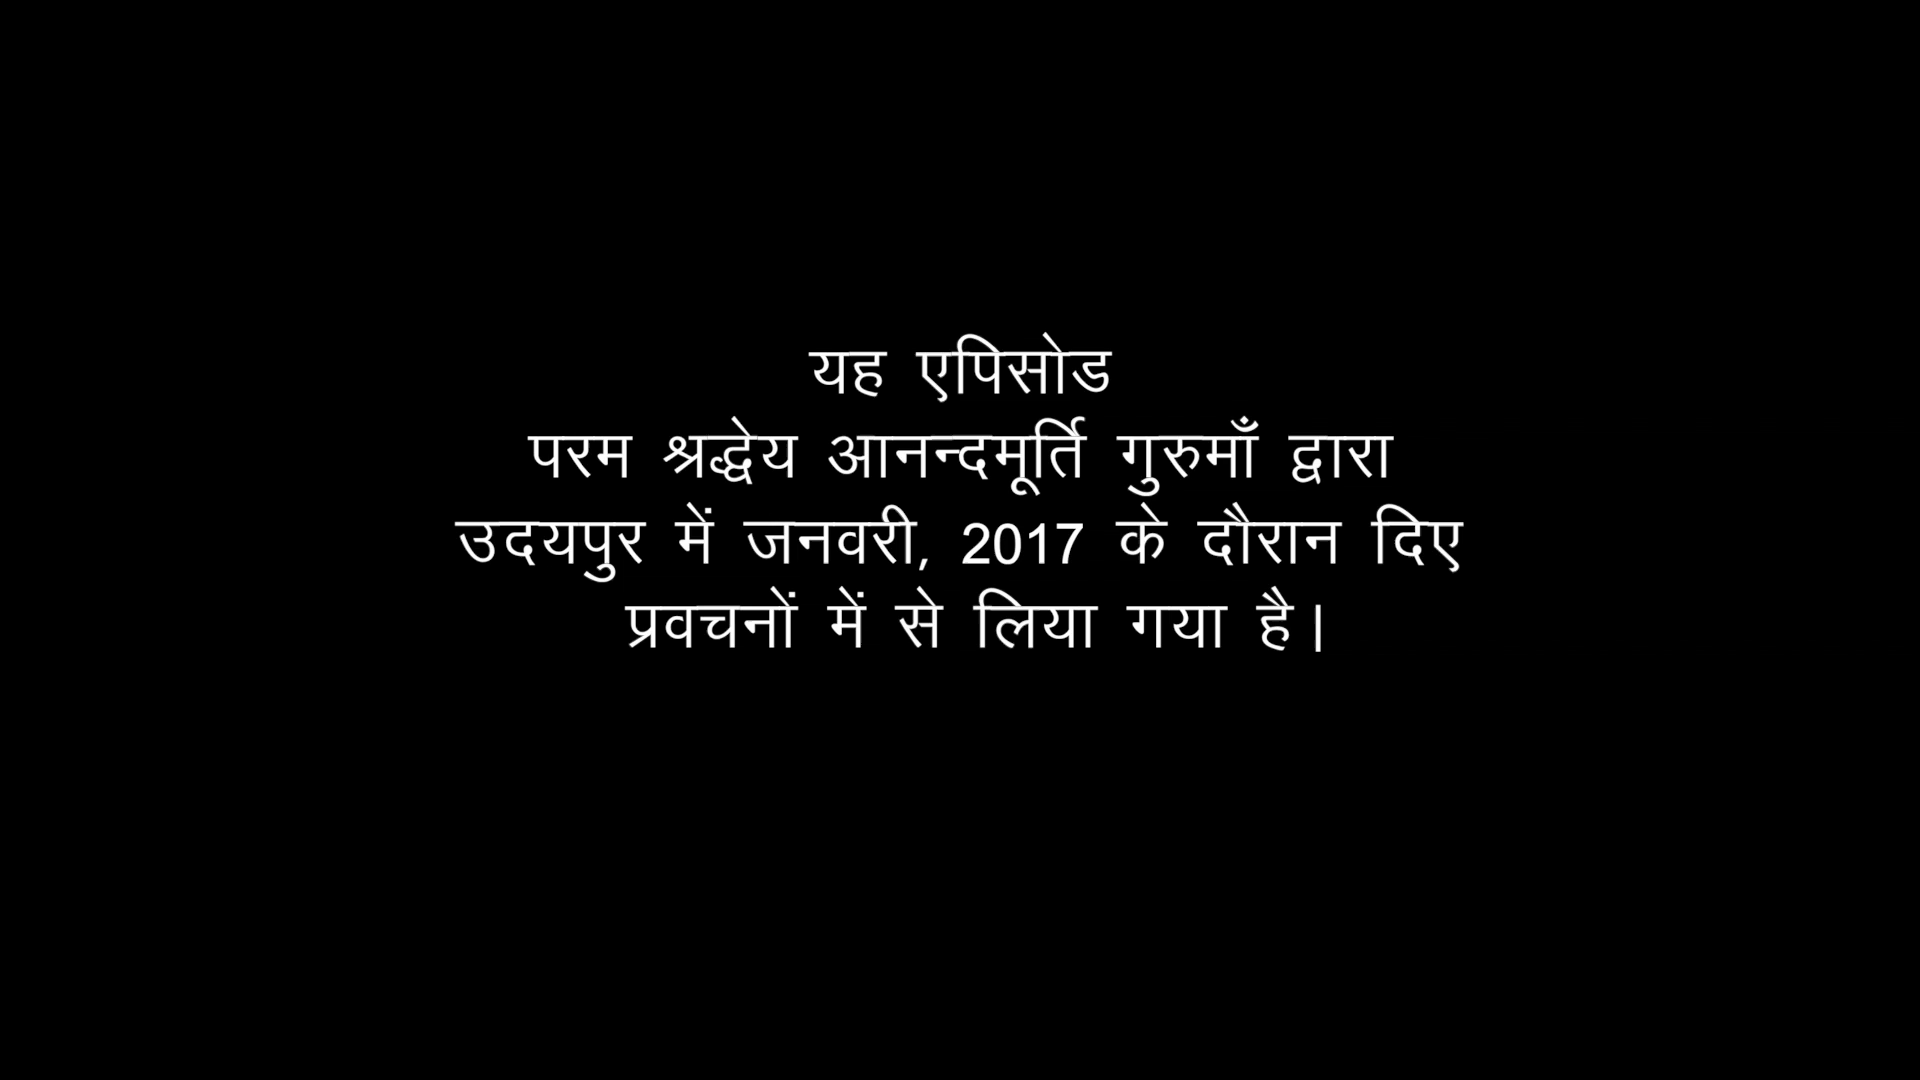 यह एपिसोड
परम श्रद्धेय आनन्दमूर्ति गुरुमाँ द्वारा
उदयपुर में जनवरी, 2017 के दौरान दिए
प्रवचनों में से लिया गया है।